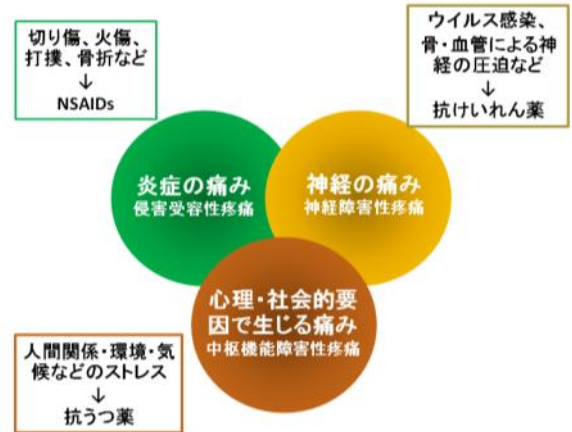 切り傷、火傷、
打撲、骨折など
↓
NSAIDs
ウイルス感染、
骨・血管による神
経の圧迫など
↓
抗けいれん薬
炎症の痛み
侵害受容性疼痛
神経の痛み
神経障害性疼痛
心理・社会的要
因で生じる痛み
中枢機能障害性疼痛
人間関係・環境・気
候などのストレス
↓
抗うつ薬